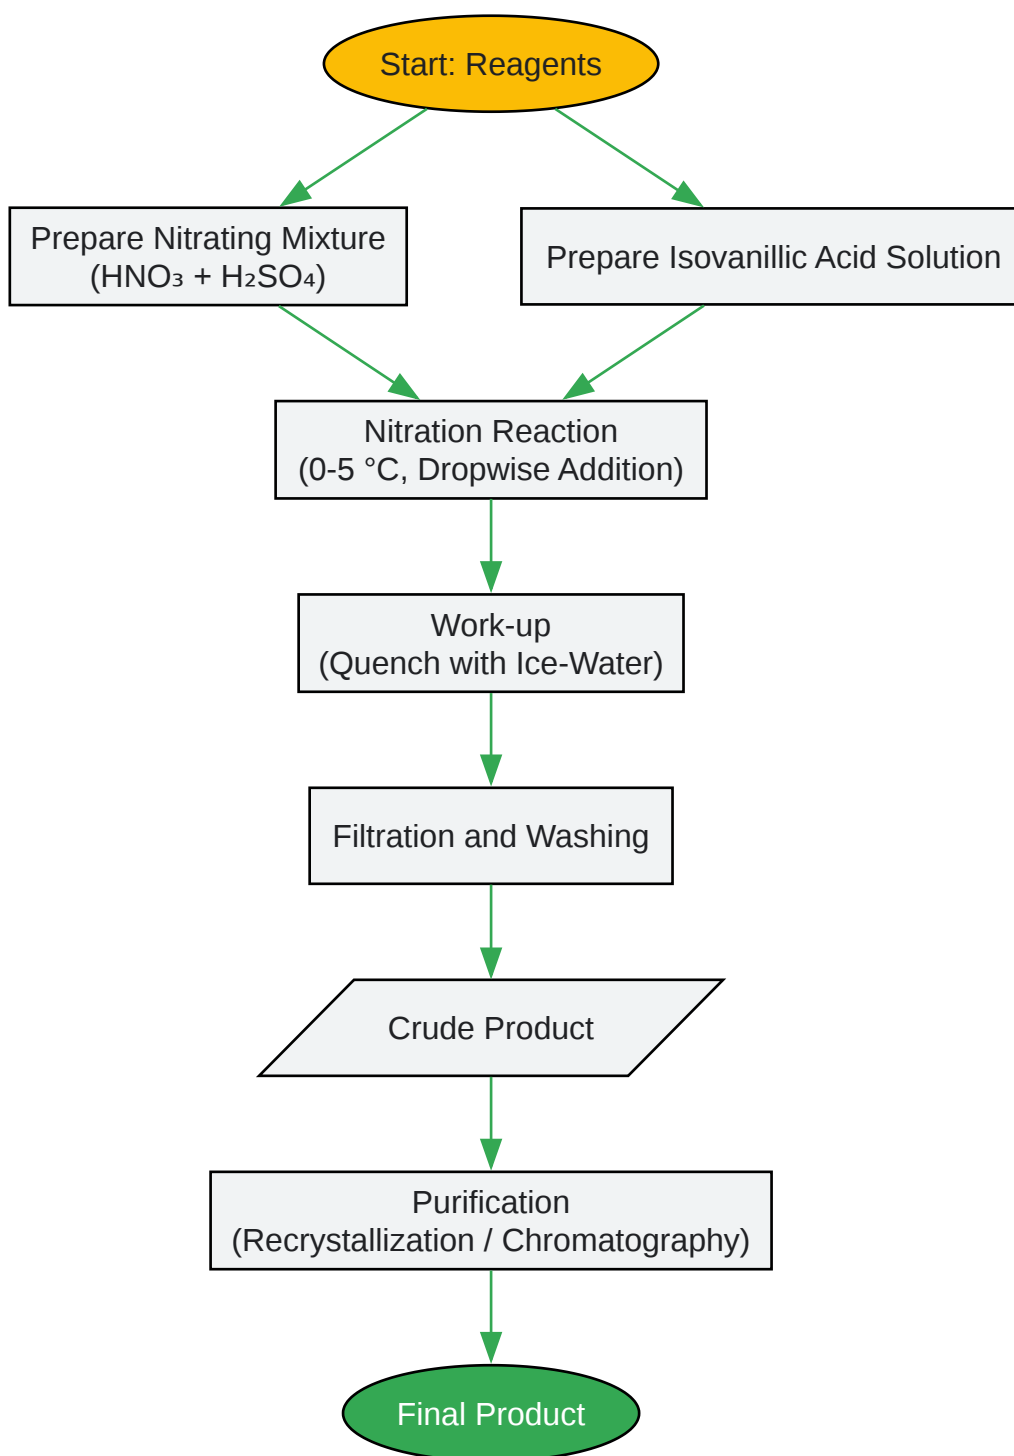 Start: Reagents
Prepare Nitrating Mixture
(HNO₃ + H₂SO₄)
Prepare Isovanillic Acid Solution
Nitration Reaction
(0-5 °C, Dropwise Addition)
Work-up
(Quench with Ice-Water)
Filtration and Washing
Crude Product
Purification
(Recrystallization / Chromatography)
Final Product